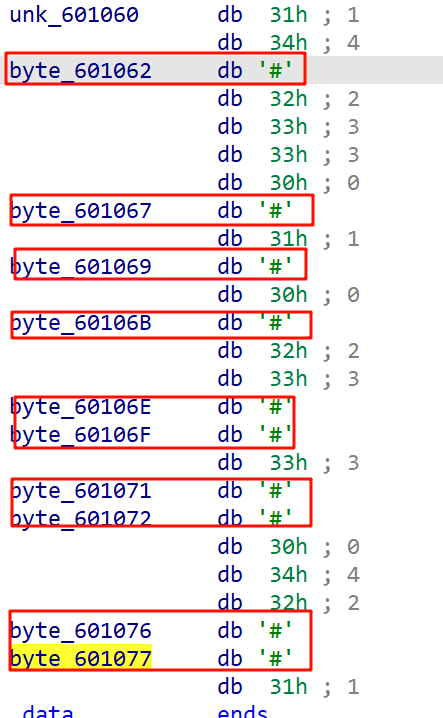 unk_601060 db 31h ; 1
db 34h ; 4
byte_601062 db '#'
db 32h ; 2
db 33h ; 3
db 33h ; 3
db 30h ; 0
byte_601067 db '#'
db 31h ; 1
byte_601069 db '#'
db 30h ; 0
byte_60106B db '#'
db 32h ; 2
db 33h ; 3
byte_60106E db '#'
byte_60106F db '#'
db 33h ; 3
byte_601071 db '#'
byte_601072 db '#'
db 30h ; 0
db 34h ; 4
db 32h ; 2
byte_601076 db '#'
byte_601077 db '#'
db 31h ; 1
_data ends